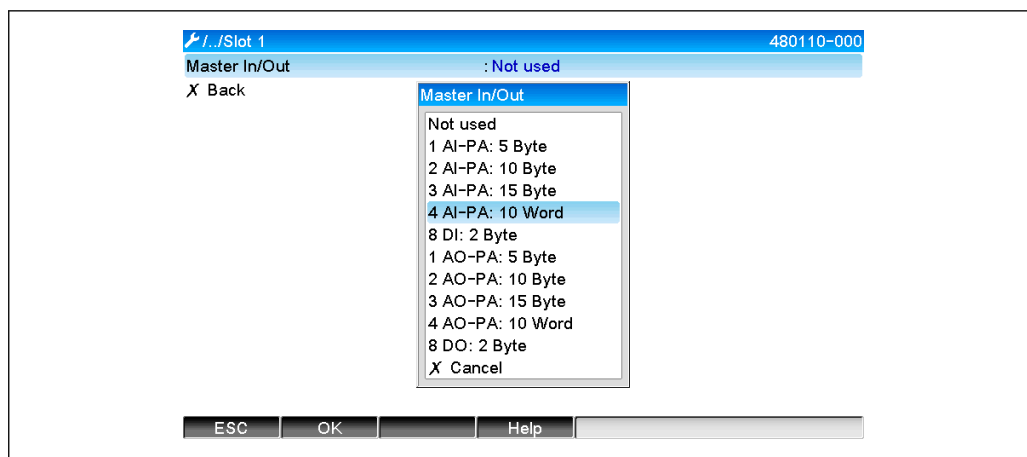 /../Slot 1 480110-000
Master In/Out : Not used
X Back
Master In/Out
Not used
1 AI-PA: 5 Byte
2 AI-PA: 10 Byte
3 AI-PA: 15 Byte
4 AI-PA: 10 Word
8 DI: 2 Byte
1 AO-PA: 5 Byte
2 AO-PA: 10 Byte
3 AO-PA: 15 Byte
4 AO-PA: 10 Word
8 DO: 2 Byte
X Cancel
ESC OK Help